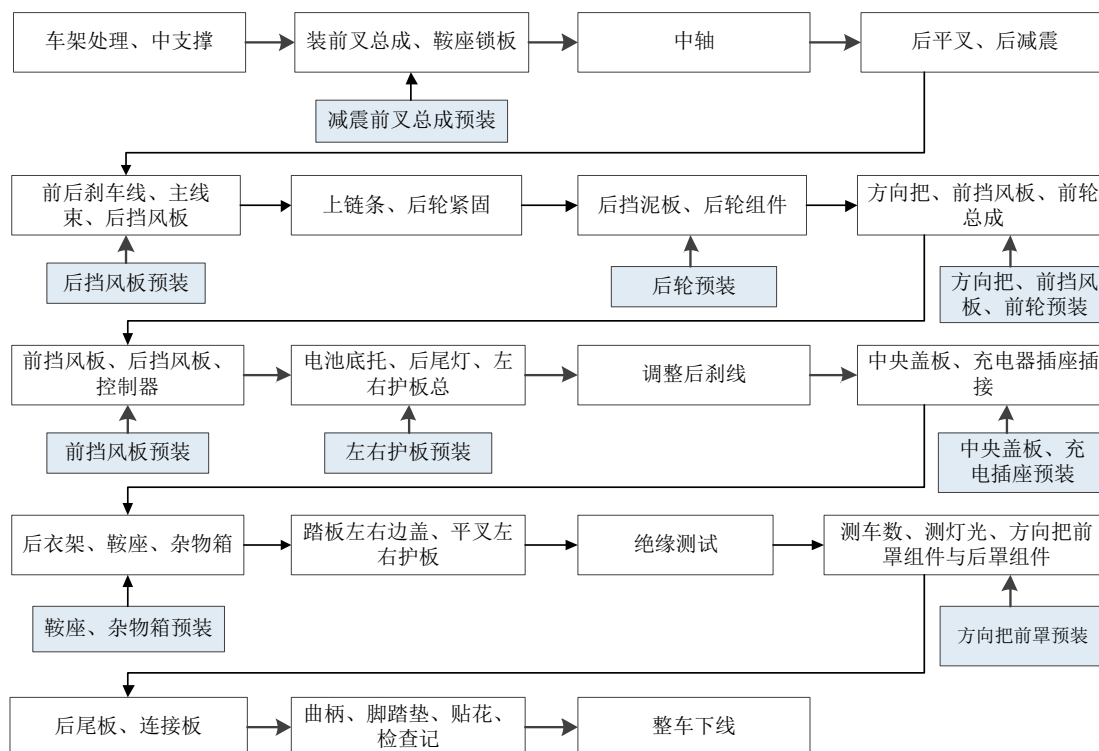 车架处理、中支撑
装前叉总成、鞍座锁板
中轴
后平叉、后减震
减震前叉总成预装
前后刹车线、主线
束、后挡风板
上链条、后轮紧固
后挡泥板、后轮组件
方向把、前挡风板、前轮
总成
后挡风板预装
后轮预装
方向把、前挡风
板、前轮预装
前挡风板、后挡风板、
控制器
电池底托、后尾灯、左
右护板总
调整后刹线
中央盖板、充电器插座插
接
前挡风板预装
左右护板预装
中央盖板、充
电插座预装
后衣架、鞍座、杂物箱
踏板左右边盖、平叉左
右护板
绝缘测试
测车数、测灯光、方向把前
罩组件与后罩组件
鞍座、杂物箱预装
方向把前罩预装
后尾板、连接板
曲柄、脚踏垫、贴花、
检查记
整车下线